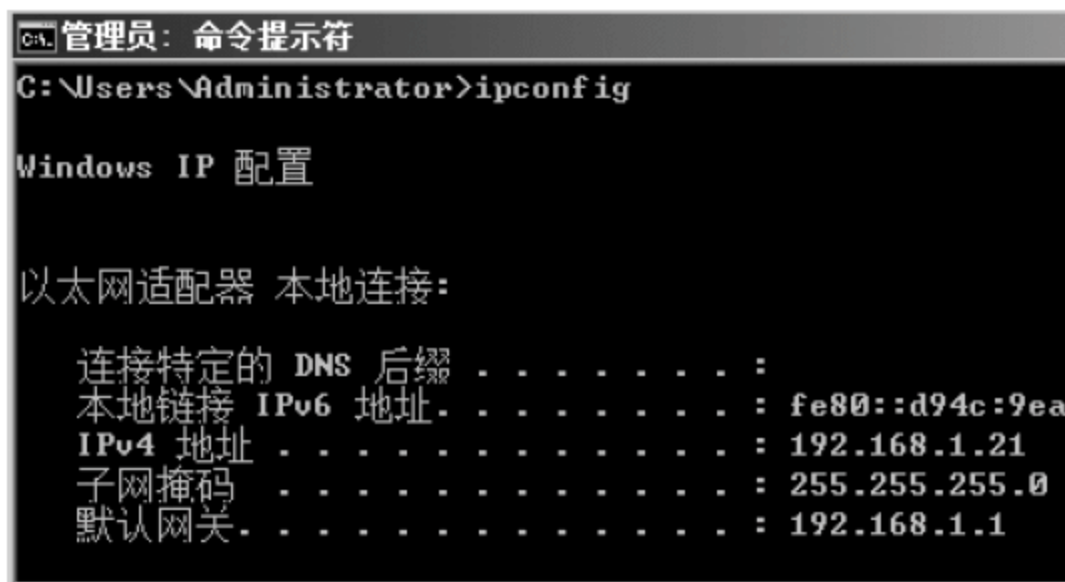 管理员：命令提示符
C:\Users\Administrator>ipconfig
Windows IP 配置
以太网适配器 本地连接:
连接特定的 DNS 后缀 . . . . . . . :
本地链接 IPv6 地址. . . . . . . . : fe80::d94c:9ea
IPv4 地址 . . . . . . . . . . . . : 192.168.1.21
子网掩码 . . . . . . . . . . . . : 255.255.255.0
默认网关. . . . . . . . . . . . . : 192.168.1.1